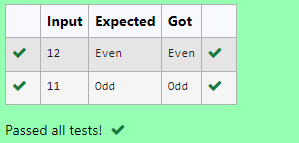 Input Expected Got
12 Even Even
11 Odd Odd
Passed all tests!